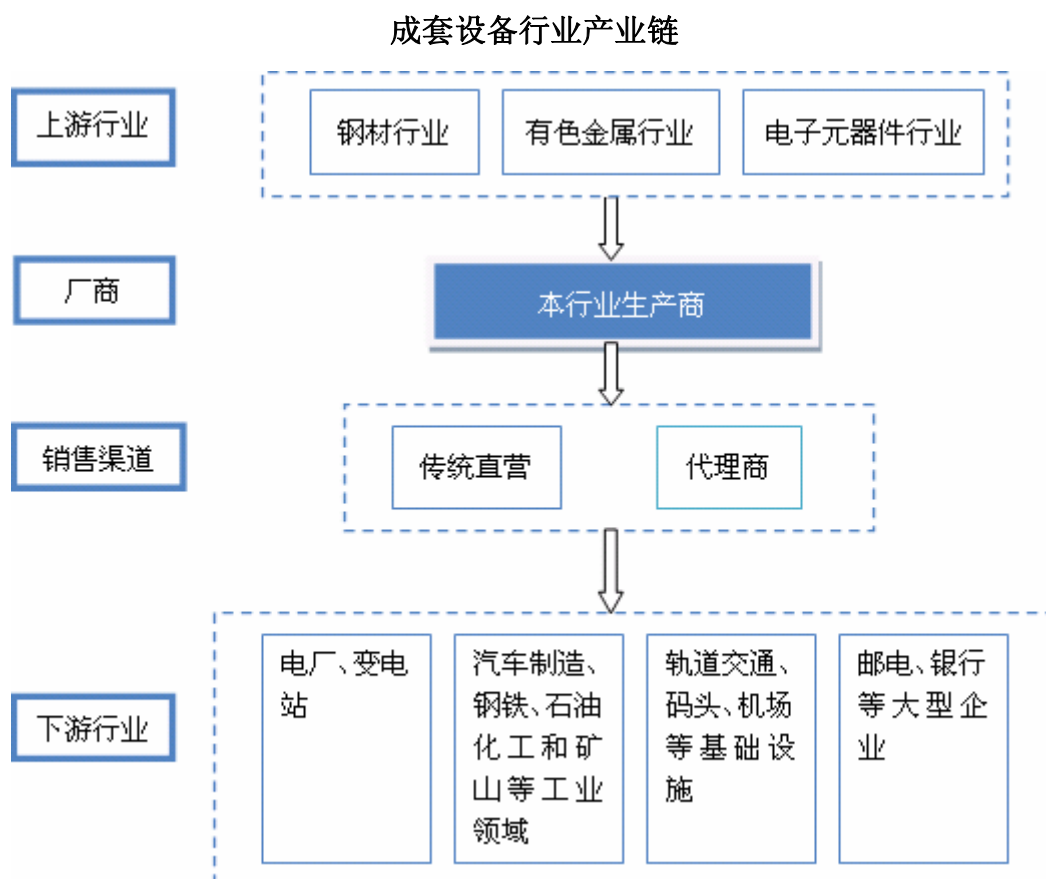 成套设备行业产业链
上游行业
钢材行业
有色金属行业
电子元器件行业
厂商
本行业生产商
销售渠道
传统直营
代理商
下游行业
电厂、变电
站
汽车制造、
钢铁、石油
化工和矿
山等工业
领域
轨道交通、
码头、机场
等基础设
施
邮电、银行
等大型企
业